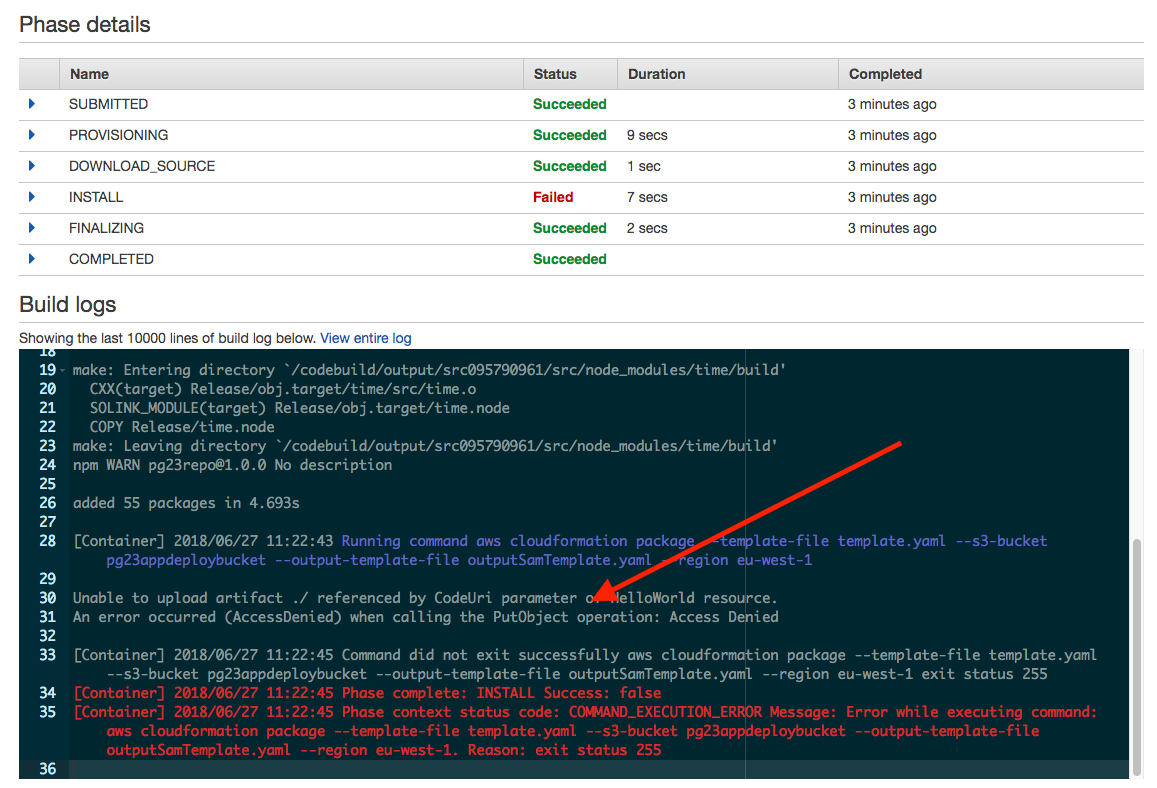 Phase details
Name Status Duration Completed
SUBMITTED Succeeded 3 minutes ago
PROVISIONING Succeeded 9 secs 3 minutes ago
DOWNLOAD_SOURCE Succeeded 1 sec 3 minutes ago
INSTALL Failed 7 secs 3 minutes ago
FINALIZING Succeeded 2 secs 3 minutes ago
COMPLETED Succeeded
Build logs
Showing the last 10000 lines of build log below. View entire log
18
19 make: Entering directory `/codebuild/output/src095790961/src/node_modules/time/build'
20 CXX(target) Release/obj.target/time/src/time.o
21 SOLINK_MODULE(target) Release/obj.target/time.node
22 COPY Release/time.node
23 make: Leaving directory `/codebuild/output/src095790961/src/node_modules/time/build'
24 npm WARN pg23repo@1.0.0 No description
25
26 added 55 packages in 4.693s
27
28 [Container] 2018/06/27 11:22:43 Running command aws cloudformation package --template-file template.yaml --s3-bucket
pg23appdeploybucket --output-template-file outputSamTemplate.yaml --region eu-west-1
29
30 Unable to upload artifact ./ referenced by CodeUri parameter of HelloWorld resource.
31 An error occurred (AccessDenied) when calling the PutObject operation: Access Denied
32
33 [Container] 2018/06/27 11:22:45 Command did not exit successfully aws cloudformation package --template-file template.yaml
--s3-bucket pg23appdeploybucket --output-template-file outputSamTemplate.yaml --region eu-west-1 exit status 255
34 [Container] 2018/06/27 11:22:45 Phase complete: INSTALL Success: false
35 [Container] 2018/06/27 11:22:45 Phase context status code: COMMAND_EXECUTION_ERROR Message: Error while executing command:
aws cloudformation package --template-file template.yaml --s3-bucket pg23appdeploybucket --output-template-file
outputSamTemplate.yaml --region eu-west-1. Reason: exit status 255
36